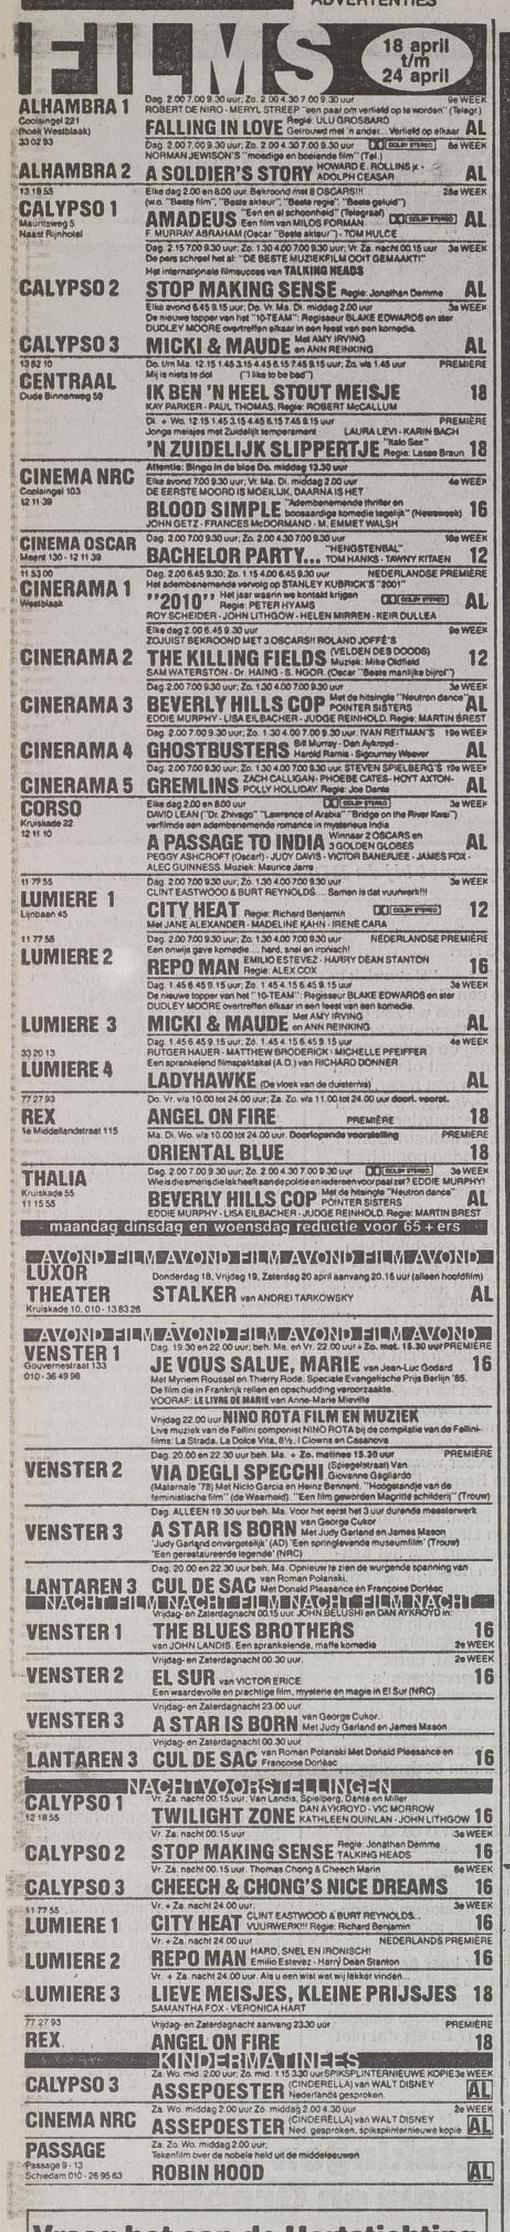 ADVERTENTIES
FILMS
18 april
t/m
24 april
ALHAMBRA 1
Coolsingel 221
(hoek Westblaak)
33 02 93
Dag. 2.00 7.00 9.30 uur; Zo. 2.00 4.30 7.00 9.30 uur 9e WEEK
ROBERT DE NIRO - MERYL STREEP "een paar om verliefd op te worden" (Telegr.)
FALLING IN LOVE Regie: ULU GROSBARD
Getrouwd met 'n ander... Verliefd op elkaar AL
Dag. 2.00 7.00 9.30 uur; Zo. 2.00 4.30 7.00 9.30 uur DOLBY STEREO 6e WEEK
NORMAN JEWISON'S "moedige en boeiende film" (Tel.)
ALHAMBRA 2 A SOLDIER'S STORY HOWARD E. ROLLINS jr. -
ADOLPH CEASAR AL
13 18 55
CALYPSO 1
Mauritsweg 5
Naast Rijnhotel
Elke dag 2.00 en 8.00 uur. Bekroond met 8 OSCARS!!! 28e WEEK
(w.o. "Beste film", "Beste akteur", "Beste regie", "Beste geluid")
AMADEUS "Een en al schoonheid" (Telegraaf)
Een film van MILOS FORMAN DOLBY STEREO AL
F. MURRAY ABRAHAM (Oscar "Beste akteur") - TOM HULCE
Dag. 2.15 7.00 9.30 uur; Zo. 1.30 4.00 7.00 9.30 uur; Vr. Za. nacht 00.15 uur 3e WEEK
De pers schreef het al: "DE BESTE MUZIEKFILM OOIT GEMAAKT!"
Het internationale filmsucces van TALKING HEADS
CALYPSO 2 STOP MAKING SENSE Regie: Jonathan Demme AL
Elke avond 6.45 9.15 uur; Do. Vr. Ma. Di. middag 2.00 uur 3e WEEK
De nieuwe topper van het "10-TEAM": Regisseur BLAKE EDWARDS en ster
DUDLEY MOORE overtreffen elkaar in een feest van een komedie.
CALYPSO 3 MICKI & MAUDE Met AMY IRVING
en ANN REINKING AL
13 82 10
CENTRAAL
Oude Binnenweg 59
Do. t/m Ma. 12.15 1.45 3.15 4.45 6.15 7.45 9.15 uur; Zo. v/a 1.45 uur PREMIÈRE
Mij is niets te dol ("I like to be bad")
IK BEN 'N HEEL STOUT MEISJE 18
KAY PARKER - PAUL THOMAS. Regie: ROBERT McCALLUM
Di. + Wo. 12.15 1.45 3.15 4.45 6.15 7.45 9.15 uur PREMIÈRE
Jonge meisjes met Zuidelijk temperament LAURA LEVI - KARIN BACH
'N ZUIDELIJK SLIPPERTJE "Italo Sex"
Regie: Lasse Braun 18
CINEMA NRC
Coolsingel 103
12 11 39
Attentie: Bingo in de bios Do. middag 13.30 uur
Elke avond 9.30 uur; Vr. Ma. Di. middag 2.00 uur 4e WEEK
DE EERSTE MOORD IS MOEILIJK, DAARNA IS HET
BLOOD SIMPLE "Adembenemende thriller en
boosaardige komedie tegelijk" (Newsweek) 16
JOHN GETZ - FRANCES McDORMAND - M. EMMET WALSH
CINEMA OSCAR
Meent 130 - 12 11 39
Dag. 2.00 7.00 9.30 uur; Zo. 2.00 4.30 7.00 9.30 uur 10e WEEK
BACHELOR PARTY... "HENGSTENBAL"
TOM HANKS - TAWNY KITAEN 12
11 53 00
CINERAMA 1
Westblaak
Dag. 2.00 6.45 9.30; Zo. 1.15 4.00 6.45 9.30 uur NEDERLANDSE PREMIÈRE
Het adembenemende vervolg op STANLEY KUBRICK'S "2001"
"2010" Het jaar waarin we kontakt krijgen
Regie: PETER HYAMS DOLBY STEREO AL
ROY SCHEIDER - JOHN LITHGOW - HELEN MIRREN - KEIR DULLEA
Elke dag 2.00 6.45 9.30 uur 9e WEEK
ZOJUIST BEKROOND MET 3 OSCARS!!! ROLAND JOFFÉ'S
CINERAMA 2 THE KILLING FIELDS (VELDEN DES DOODS)
Muziek: Mike Oldfield 12
SAM WATERSTON - Dr. HAING - S. NGOR. (Oscar "Beste manlijke bijrol")
Dag. 2.00 7.00 9.30 uur; Zo. 1.30 4.00 7.00 9.30 uur 3e WEEK
CINERAMA 3 BEVERLY HILLS COP Met de hitsingle "Neutron dance"
POINTER SISTERS AL
EDDIE MURPHY - LISA EILBACHER - JUDGE REINHOLD. Regie: MARTIN BREST
Dag. 2.00 7.00 9.30 uur; Zo. 1.30 4.00 7.00 9.30 uur. IVAN REITMAN'S 19e WEEK
CINERAMA 4 GHOSTBUSTERS Bill Murray - Dan Aykroyd -
Harold Ramis - Sigourney Weaver AL
Dag. 2.00 7.00 9.30 uur; Zo. 1.30 4.00 7.00 9.30 uur. STEVEN SPIELBERG'S 19e WEEK
CINERAMA 5 GREMLINS ZACH CALLIGAN - PHOEBE CATES - HOYT AXTON -
POLLY HOLLIDAY. Regie: Joe Dante AL
CORSO
Kruiskade 22
12 11 10
Elke dag 2.00 en 8.00 uur DOLBY STEREO 3e WEEK
DAVID LEAN ("Dr. Zhivago" "Lawrence of Arabia" "Bridge on the River Kwai")
verfilmde een adembenemende romance in mysterieus India
A PASSAGE TO INDIA Winnaar 2 OSCARS en
3 GOLDEN GLOBES AL
PEGGY ASHCROFT (Oscar!) - JUDY DAVIS - VICTOR BANERJEE - JAMES FOX -
ALEC GUINNESS. Muziek: Maurice Jarre
11 77 55
LUMIERE 1
Lijnbaan 45
Dag. 2.00 7.00 9.30 uur; Zo. 1.30 4.00 7.00 9.30 uur 3e WEEK
CLINT EASTWOOD & BURT REYNOLDS.... Samen is dat vuurwerk!!!
CITY HEAT Regie: Richard Benjamin DOLBY STEREO 12
Met JANE ALEXANDER - MADELINE KAHN - IRENE CARA
11 77 55
LUMIERE 2
Dag. 2.00 7.00 9.30 uur; Zo. 1.30 4.00 7.00 9.30 uur NEDERLANDSE PREMIÈRE
Een onwijs gave komedie.... hard, snel en ironisch!
REPO MAN EMILIO ESTEVEZ - HARRY DEAN STANTON
Regie: ALEX COX 16
Dag. 1.45 6.45 9.15 uur; Zo. 1.45 4.15 6.45 9.15 uur 3e WEEK
De nieuwe topper van het "10-TEAM": Regisseur BLAKE EDWARDS en ster
DUDLEY MOORE overtreffen elkaar in een feest van een komedie.
LUMIERE 3 MICKI & MAUDE Met AMY IRVING
en ANN REINKING AL
33 20 13
LUMIERE 4
Dag. 1.45 6.45 9.15 uur; Zo. 1.45 4.15 6.45 9.15 uur 4e WEEK
RUTGER HAUER - MATTHEW BRODERICK - MICHELLE PFEIFFER
Een sprankelend filmspektakel (A.D.) van RICHARD DONNER
LADYHAWKE (De vloek van de duisternis) AL
77 27 93
REX
1e Middellandstraat 115
Do. Vr. v/a 10.00 tot 24.00 uur; Za. Zo. v/a 11.00 tot 24.00 uur doorl. voorst.
ANGEL ON FIRE PREMIÈRE 18
Ma. Di. Wo. v/a 10.00 tot 24.00 uur. Doorlopende voorstelling PREMIÈRE
ORIENTAL BLUE 18
THALIA
Kruiskade 55
11 15 55
Dag. 2.00 7.00 9.30 uur; Zo. 2.00 4.30 7.00 9.30 uur DOLBY STEREO 3e WEEK
Wie is die smeris die lak heeft aan de politie en iedereen voor paal zet? EDDIE MURPHY!
BEVERLY HILLS COP Met de hitsingle "Neutron dance"
POINTER SISTERS AL
EDDIE MURPHY - LISA EILBACHER - JUDGE REINHOLD. Regie: MARTIN BREST
maandag dinsdag en woensdag reductie voor 65 + ers
AVOND FILM AVOND FILM AVOND FILM AVOND
LUXOR
THEATER
Kruiskade 10, 010 - 13 83 26
Donderdag 18, Vrijdag 19, Zaterdag 20 april aanvang 20.15 uur (alleen hoofdfilm)
STALKER van ANDREI TARKOWSKY AL
AVOND FILM AVOND FILM AVOND FILM AVOND
VENSTER 1
Gouvernestraat 133
010 - 36 49 98
Dag. 19.30 en 22.00 uur; beh. Ma. en Vr. 22.00 uur + Zo. mat. 15.30 uur PREMIÈRE
JE VOUS SALUE, MARIE van Jean-Luc Godard 16
Met Myriem Roussel en Thierry Rode. Speciale Evangelische Prijs Berlijn '85.
De film die in Frankrijk rellen en opschudding veroorzaakte.
VOORAF: LE LIVRE DE MARIE van Anne-Marie Mieville
Vrijdag 22.00 uur NINO ROTA FILM EN MUZIEK
Live muziek van de Fellini componist NINO ROTA bij de compilatie van de Fellini-
films: La Strada, La Dolce Vita, 8½, I Clowns en Casanova
VENSTER 2
Dag. 20.00 en 22.15 uur beh. Ma. + Zo. matinee 15.30 uur PREMIÈRE
VIA DEGLI SPECCHI (Spiegelstraat) Van
Giovanne Gagliardo
(Maternale '78) Met Niclo Garcia en Heinz Bennent. "Hoogstandje van de
feministische film" (de Waarheid). "Een film geworden Magritte schilderij" (Trouw)
VENSTER 3
Dag. ALLEEN 19.30 uur beh. Ma. Voor het eerst het 3 uur durende meesterwerk
A STAR IS BORN van George Cukor
Met Judy Garland en James Mason
'Judy Garland onvergetelijk' (AD) 'Een springlevende museumfilm' (Trouw)
'Een gerestaureerde legende' (NRC)
Dag. 20.00 en 22.30 uur beh. Ma. Opnieuw te zien de wurgende spanning van
LANTAREN 3 CUL DE SAC van Roman Polanski.
Met Donald Pleasance en Françoise Dorléac
NACHT FILM NACHT FILM NACHT FILM NACHT
Vrijdag- en Zaterdagnacht 00.15 uur. JOHN BELUSHI en DAN AYKROYD in:
VENSTER 1 THE BLUES BROTHERS 16
van JOHN LANDIS. Een sprankelende, maffe komedie 2e WEEK
Vrijdag- en Zaterdagnacht 00.30 uur. 2e WEEK
VENSTER 2 EL SUR van VICTOR ERICE 16
Een waardevolle en prachtige film, mysterie en magie in El Sur (NRC)
Vrijdag- en Zaterdagnacht 23.00 uur
VENSTER 3 A STAR IS BORN van George Cukor.
Met Judy Garland en James Mason
Vrijdag- en Zaterdagnacht 00.30 uur
LANTAREN 3 CUL DE SAC van Roman Polanski Met Donald Pleasance en
Françoise Dorléac 16
NACHTVOORSTELLINGEN
CALYPSO 1
12 18 55
Vr. Za. nacht 00.15 uur. Van Landis, Spielberg, Dante en Miller
TWILIGHT ZONE DAN AYKROYD - VIC MORROW
KATHLEEN QUINLAN - JOHN LITHGOW 16
Vr. Za. nacht 00.15 uur 3e WEEK
CALYPSO 2 STOP MAKING SENSE Regie: Jonathan Demme
TALKING HEADS 16
Vr. Za. nacht 00.15 uur. Thomas Chong & Cheech Marin 6e WEEK
CALYPSO 3 CHEECH & CHONG'S NICE DREAMS 16
11 77 55
LUMIERE 1
Vr. + Za. nacht 24.00 uur. 3e WEEK
CITY HEAT CLINT EASTWOOD & BURT REYNOLDS...
VUURWERK!!! Regie: Richard Benjamin 16
Vr. + Za. nacht 24.00 uur NEDERLANDS PREMIÈRE
LUMIERE 2 REPO MAN HARD, SNEL EN IRONISCH!
Emilio Estevez - Harry Dean Stanton 16
Vr. + Za. nacht 24.00 uur. Als u een wist wat wij lekker vinden...
LUMIERE 3 LIEVE MEISJES, KLEINE PRIJSJES 18
SAMANTHA FOX - VERONICA HART
77 27 93
REX
Vrijdag- en Zaterdagnacht aanvang 23.30 uur PREMIÈRE
ANGEL ON FIRE 18
KINDERMATINEES
Za. Wo. mid. 2.00 uur; Zo. mid. 1.15 3.30 uur SPIKSPLINTERNIEUWE KOPIE 3e WEEK
CALYPSO 3 ASSEPOESTER (CINDERELLA) van WALT DISNEY
Nederlands gesproken. AL
Za. Wo. middag 2.00 uur Zo. middag 2.00 4.30 uur 2e WEEK
CINEMA NRC ASSEPOESTER (CINDERELLA) van WALT DISNEY
Ned. gesproken, spiksplinternieuwe kopie AL
PASSAGE
Passage 9 - 13
Schiedam 010 - 26 95 63
Za. Zo. Wo. middag 2.00 uur;
Tekenfilm over de nobele held uit de middeleeuwen
ROBIN HOOD AL
Vraag het aan de Hartstichting